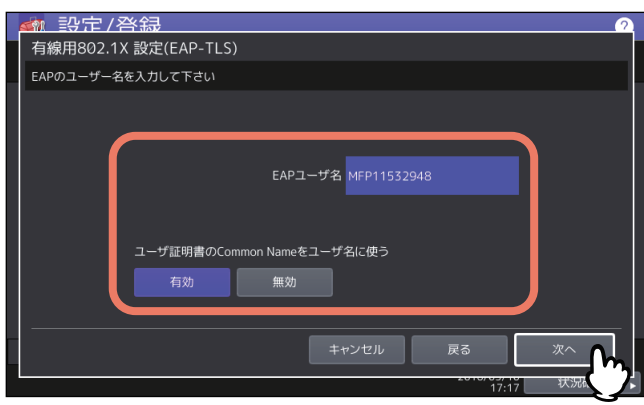 設定/登録
?
有線用802.1X 設定(EAP-TLS)
EAPのユーザー名を入力して下さい
EAPユーザ名 MFP11532948
ユーザ証明書のCommon Nameをユーザ名に使う
有効 無効
キャンセル 戻る 次へ
17:17